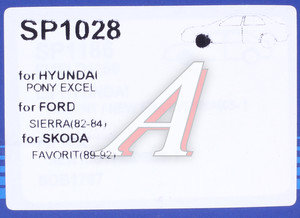 SP1028
for HYUNDAI
PONY EXCEL
for FORD
SIERRA(82-84)
for SKODA
FAVORIT(89-92)